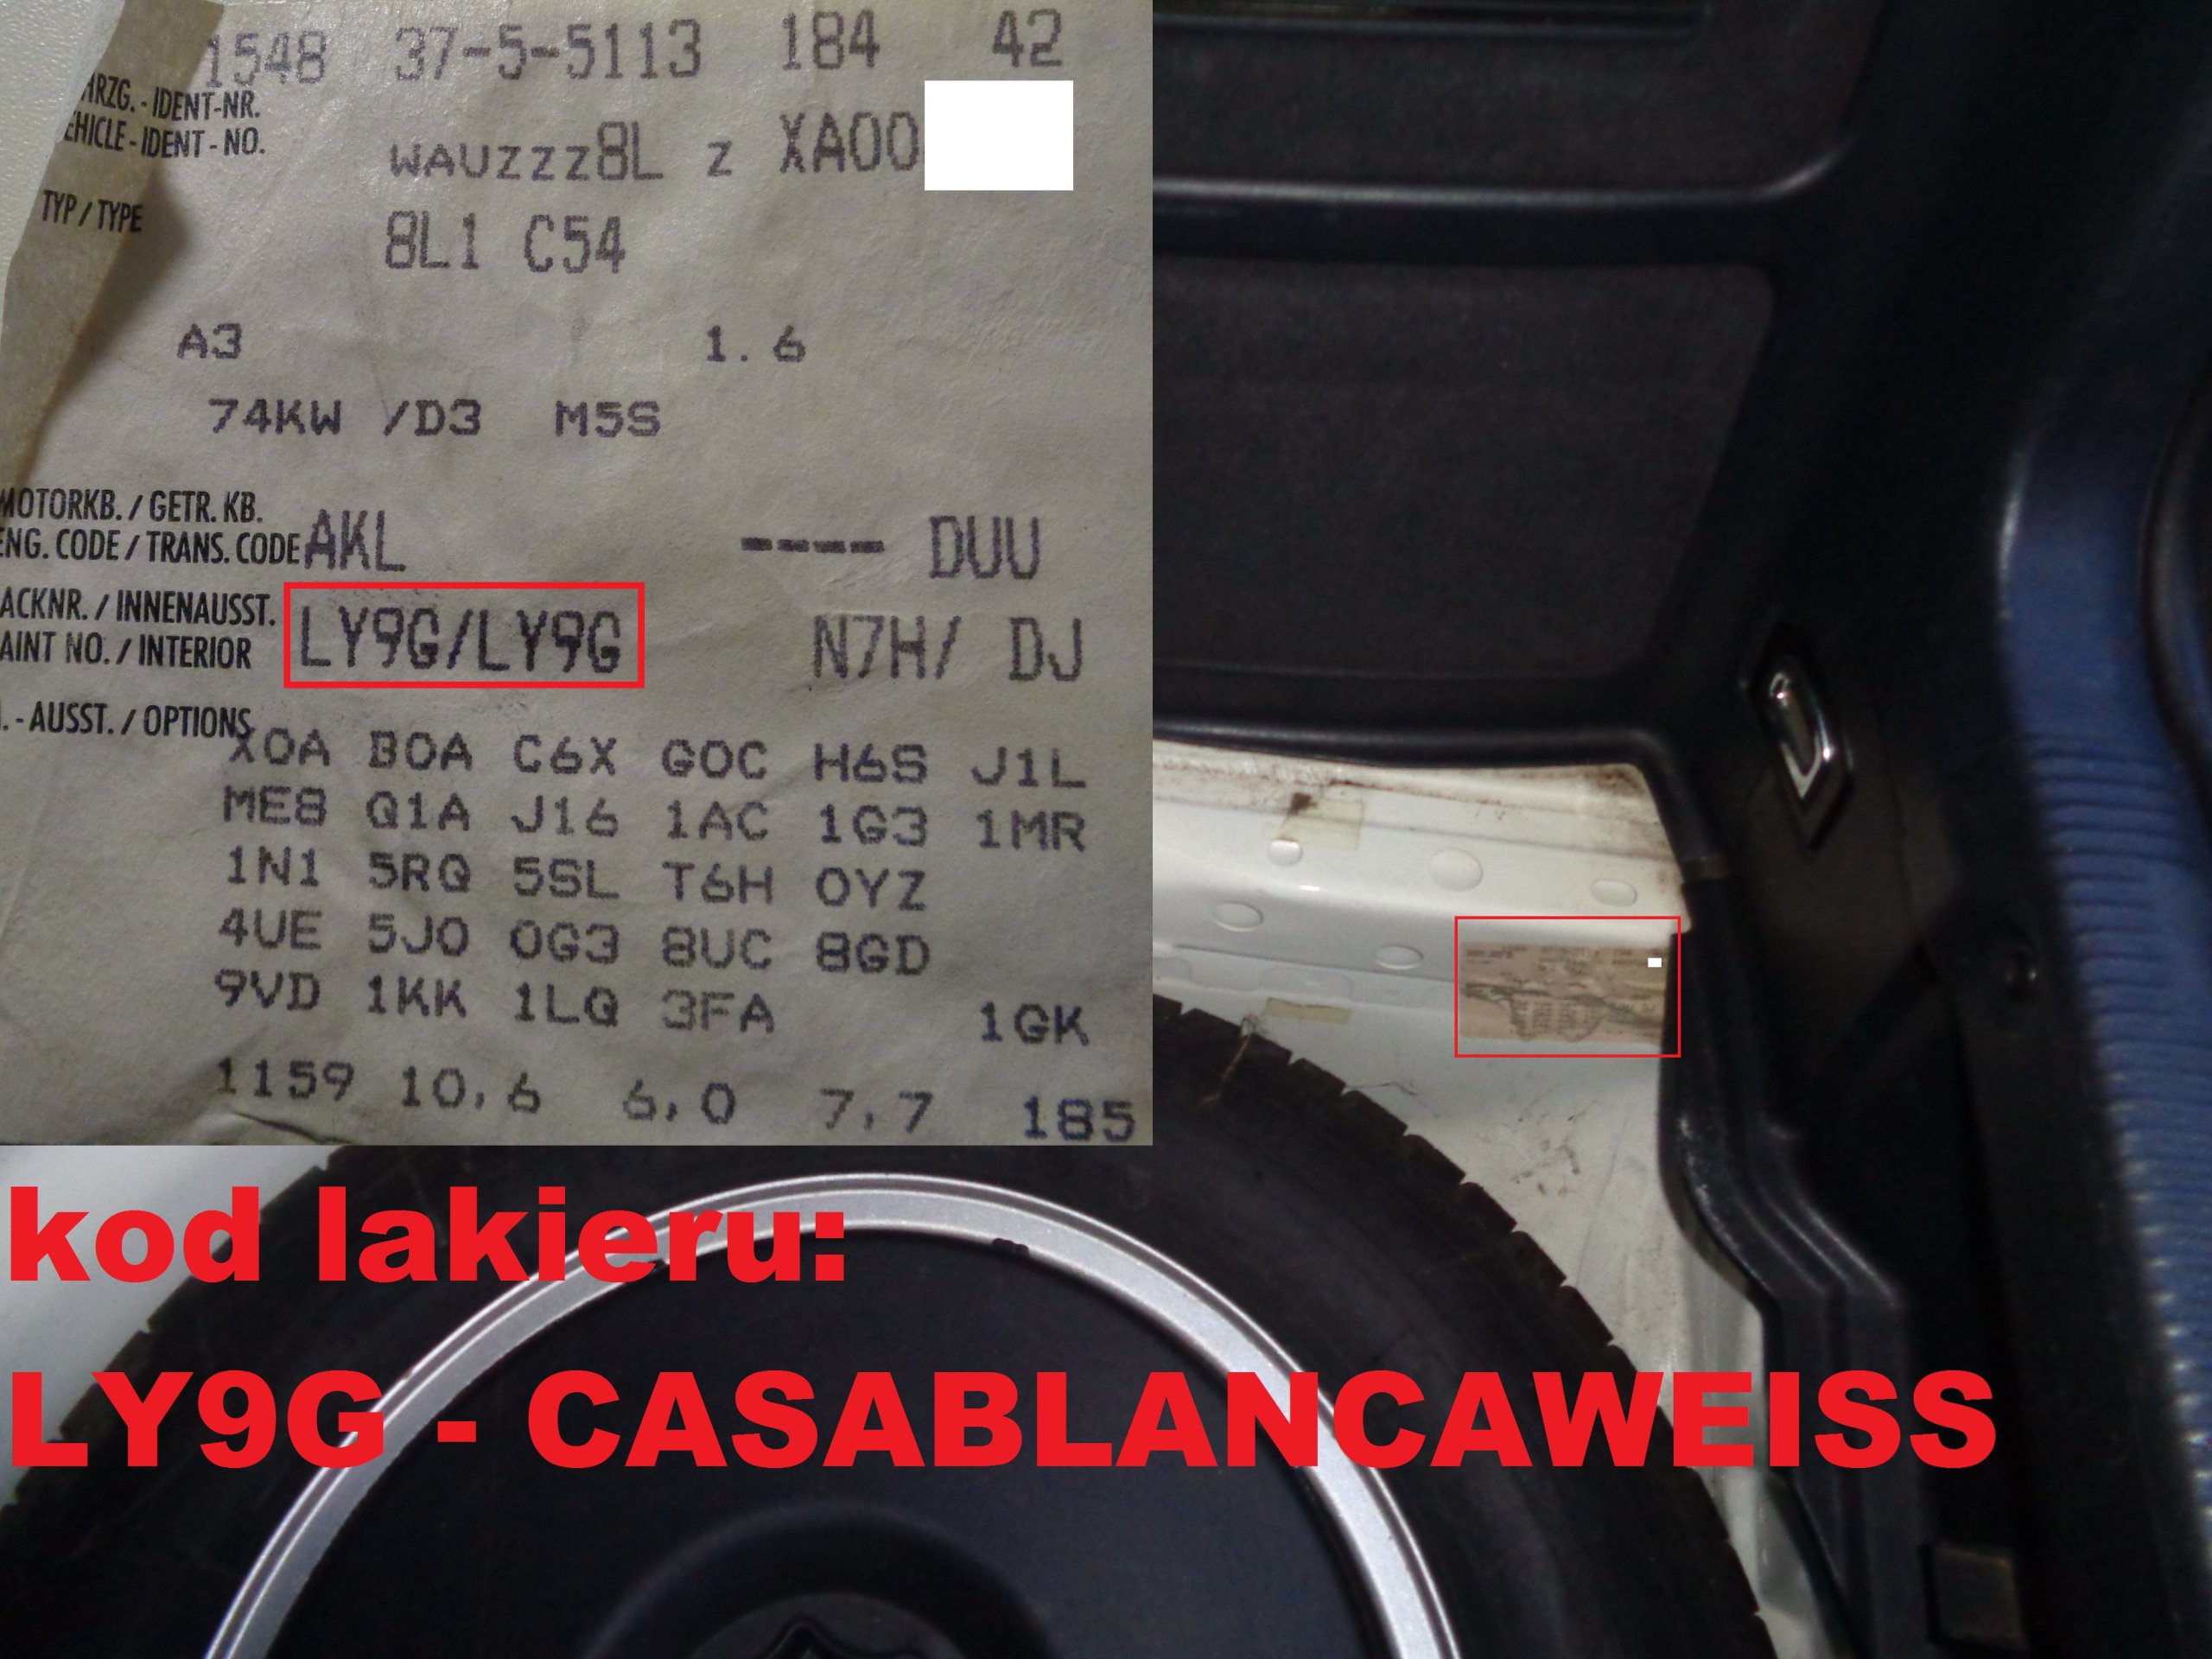 1548 37-5-5113 184 42
RZG. - IDENT-NR.
EHICLE - IDENT - NO.
WAUZZZ8L Z XA00
TYP / TYPE
8L1 C54
A3 1.6
74KW /D3 M5S
MOTORKB. / GETR. KB.
ENG. CODE / TRANS. CODE AKL ---- DUU
ACKNR. / INNENAUSST.
AINT NO. / INTERIOR LY9G/LY9G N7H/ DJ
. - AUSST. / OPTIONS
X0A B0A C6X G0C H6S J1L
ME8 Q1A J16 1AC 1G3 1MR
1N1 5RQ 5SL T6H 0YZ
4UE 5J0 0G3 8UC 8GD
9VD 1KK 1LQ 3FA 1GK
1159 10,6 6,0 7,7 185
kod lakieru:
LY9G - CASABLANCAWEISS